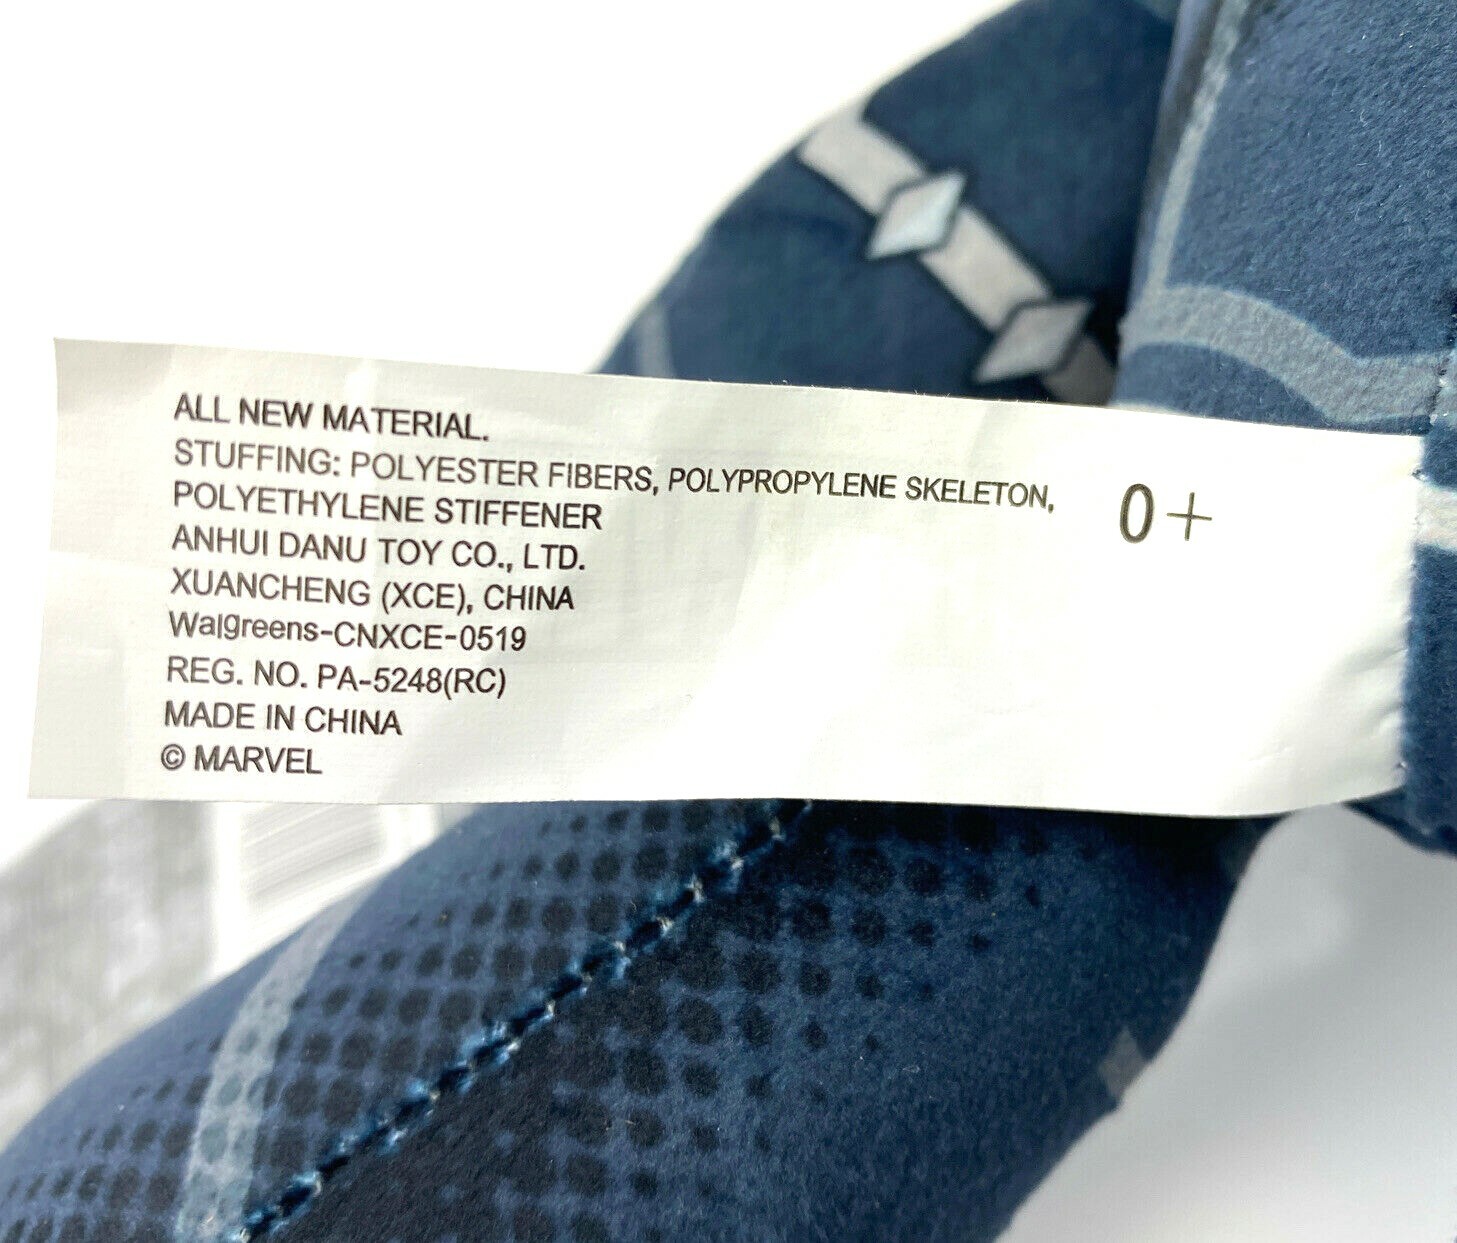 ALL NEW MATERIAL.
STUFFING: POLYESTER FIBERS, POLYPROPYLENE SKELETON,
POLYETHYLENE STIFFENER
ANHUI DANU TOY CO., LTD.
XUANCHENG (XCE), CHINA
Walgreens-CNXCE-0519
REG. NO. PA-5248(RC)
MADE IN CHINA
© MARVEL
0+